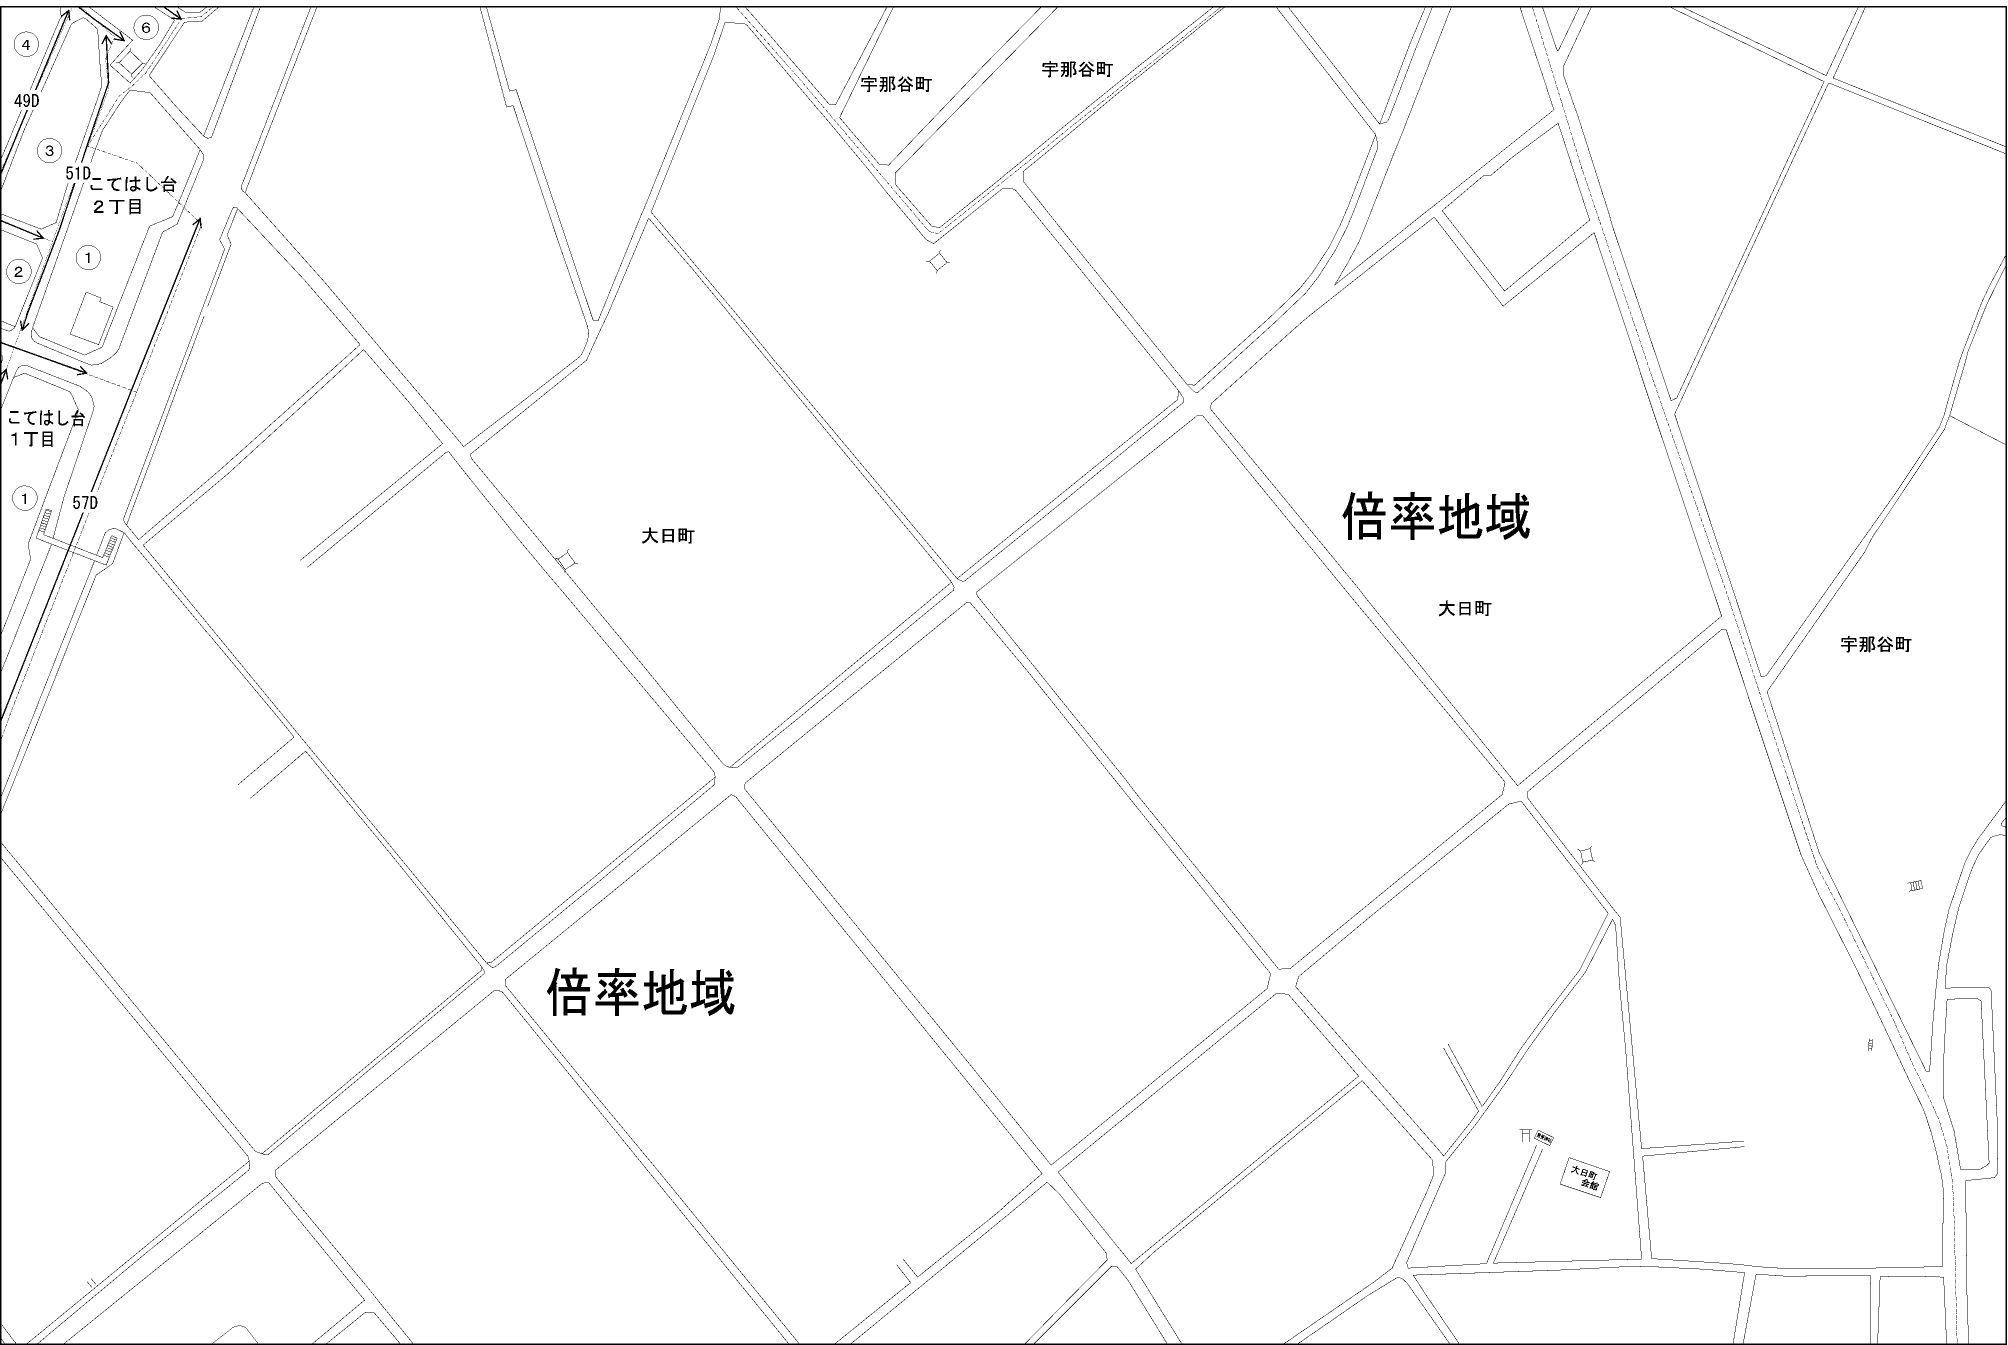 ④
⑥
49D
宇那谷町
宇那谷町
③
51D
こてはし台
２丁目
①
②
こてはし台
１丁目
①
57D
大日町
倍率地域
大日町
宇那谷町
倍率地域
大日町
会館